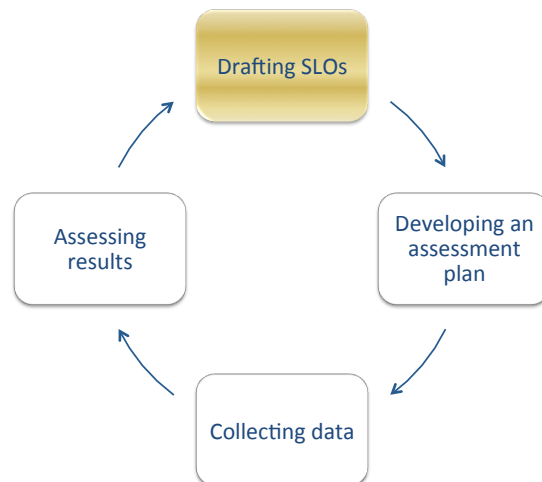 Drafting SLOs
Developing an
assessment
plan
Collecting data
Assessing
results